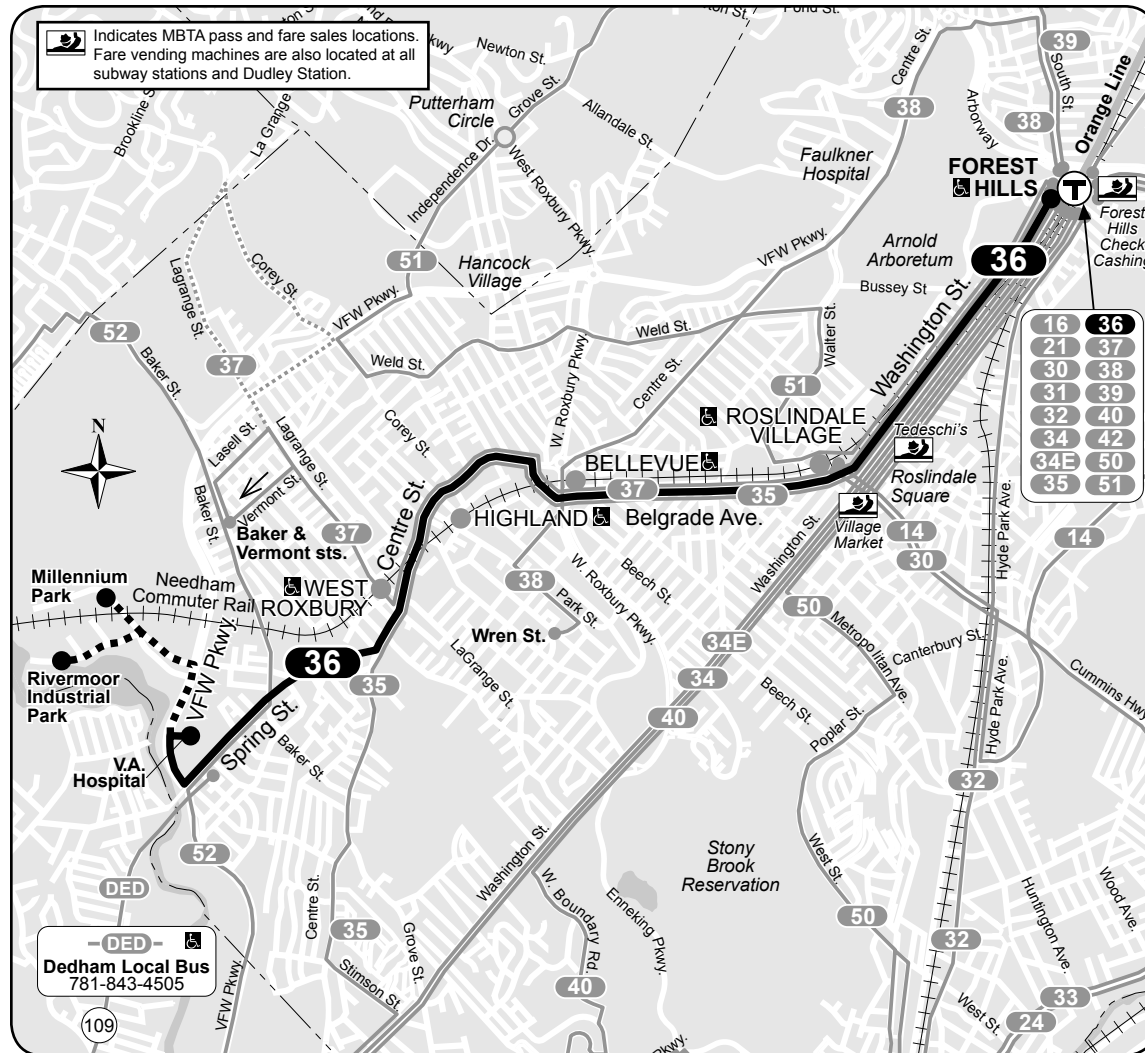 Indicates MBTA pass and fare sales locations.
Fare vending machines are also located at all
subway stations and Dudley Station.
Newton St.
Grove St.
Putterham
Circle
Allandale St.
Centre St.
39
South St.
Orange Line
Arborway
38
38
Brookline
La Grange
Independence Dr.
West Roxbury Pkwy.
Faulkner
Hospital
FOREST
HILLS
T
Forest
Hills
Check
Cashing
Arnold
Arboretum
36
Bussey St
VFW Pkwy.
Hancock
Village
51
Corey St.
Lagrange St.
VFW Pkwy.
52
Baker St.
37
Weld St.
Weld St.
Walter St.
Washington St.
16 36
21 37
30 38
31 39
32 40
34 42
34E 50
35 51
W. Roxbury Pkwy.
Centre St.
51
Corey St.
ROSLINDALE
VILLAGE
Tedeschi's
Roslindale
Square
N
Lasell St.
Lagrange St.
Vermont St.
Baker St.
BELLEVUE
37
35
HIGHLAND
Belgrade Ave.
Village
Market
14
30
14
Hyde Park Ave.
Baker &
Vermont sts.
37
Centre St.
Washington St.
Millennium
Park
Needham
Commuter Rail
WEST
ROXBURY
38
Park St.
Wren St.
W. Roxbury Pkwy.
Beech St.
50
Metropolitan Ave.
Canterbury St.
34E
Cummins Hwy
Rivermoor
Industrial
Park
VFW Pkwy.
36
35
LaGrange St.
34
40
Beech St.
Poplar St.
Hyde Park Ave.
V.A.
Hospital
Spring St.
Baker St.
32
52
Washington St.
Stony
Brook
Reservation
West St.
DED
Centre St.
35
Grove St.
Stimson St.
W. Boundary Rd.
Enneking Pkwy.
50
32
Huntington Ave.
Wood Ave.
DED
Dedham Local Bus
781-843-4505
VFW Pkwy.
40
West St.
33
24
109